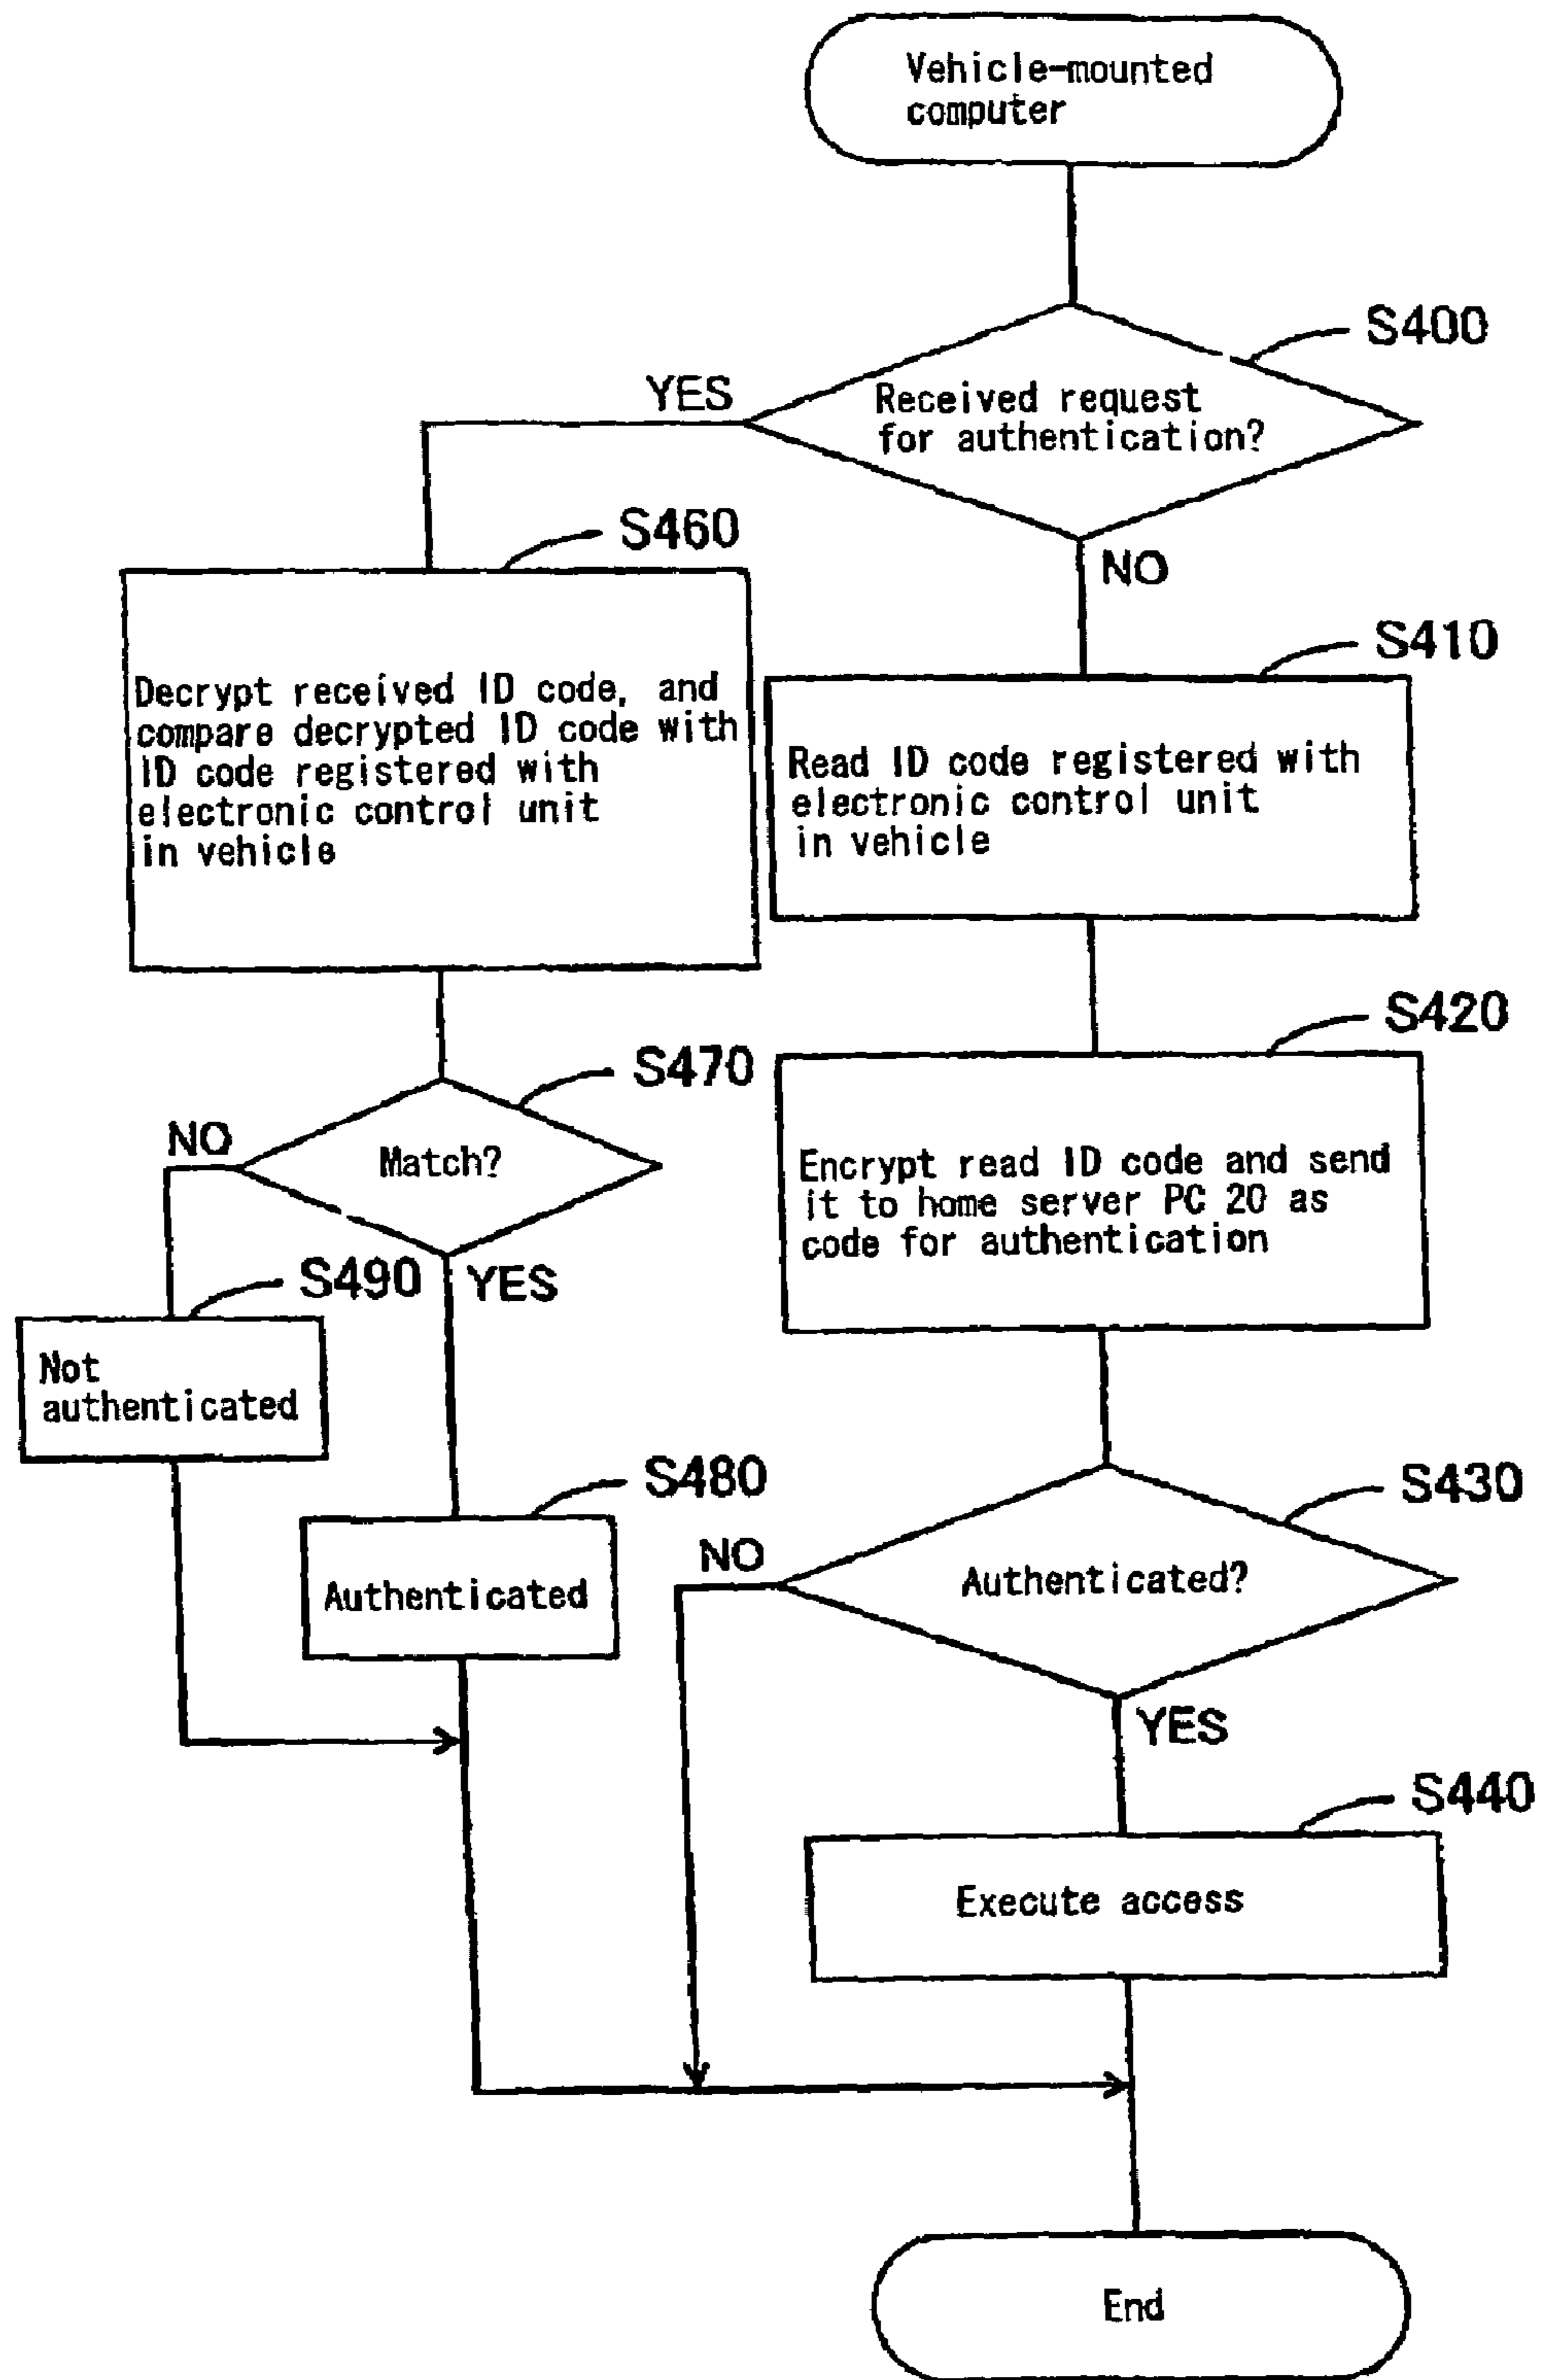 Vehicle-mounted
computer
S400
YES
Received request
for authentication?
S460
NO
S410
Decrypt received ID code, and
compare decrypted ID code with
ID code registered with
electronic control unit
in vehicle
Read ID code registered with
electronic control unit
in vehicle
S420
S470
NO
Match?
Encrypt read ID code and send
it to home server PC 20 as
code for authentication
S490
YES
Not
authenticated
S480
S430
NO
Authenticated?
Authenticated
YES
S440
Execute access
End